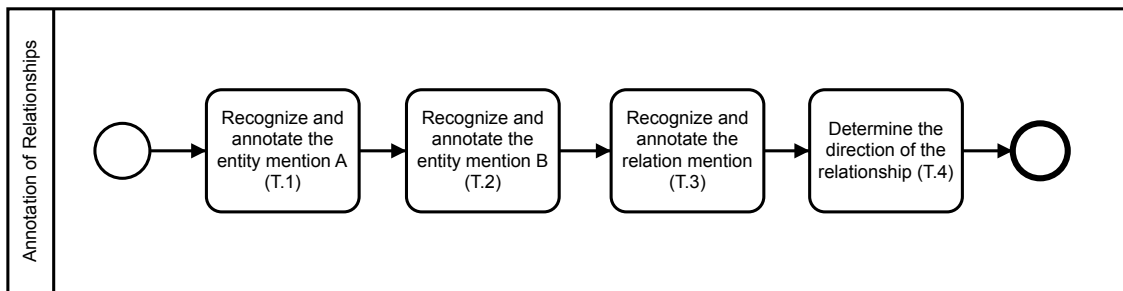 Annotation of Relationships
Recognize and
annotate the
entity mention A
(T.1)
Recognize and
annotate the
entity mention B
(T.2)
Recognize and
annotate the
relation mention
(T.3)
Determine the
direction of the
relationship (T.4)